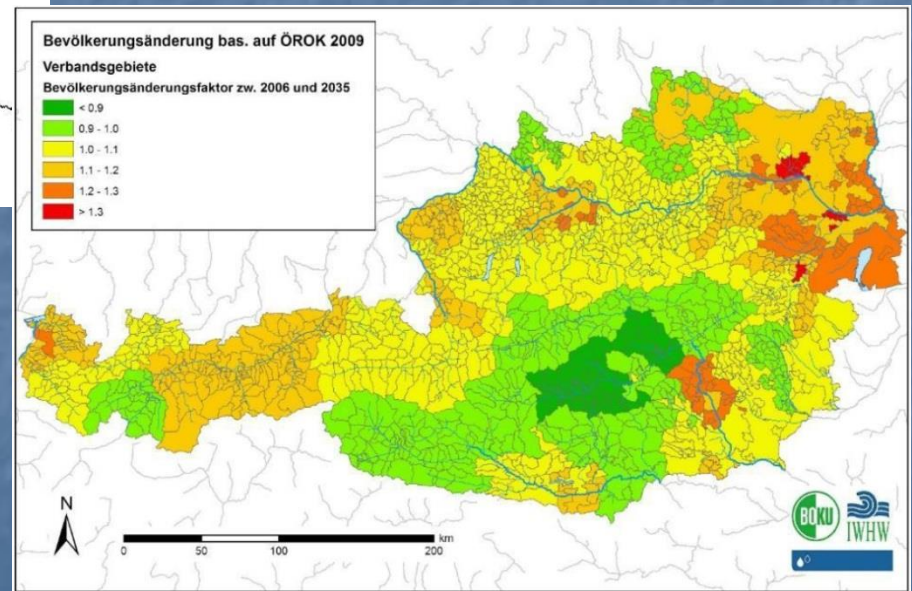 Bevölkerungsänderung bas. auf ÖROK 2009
Verbandsgebiete
Bevölkerungsänderungsfaktor zw. 2006 und 2035
< 0.9
0.9 - 1.0
1.0 - 1.1
1.1 - 1.2
1.2 - 1.3
> 1.3
N
km
0 50 100 200
BOKU
IWHW